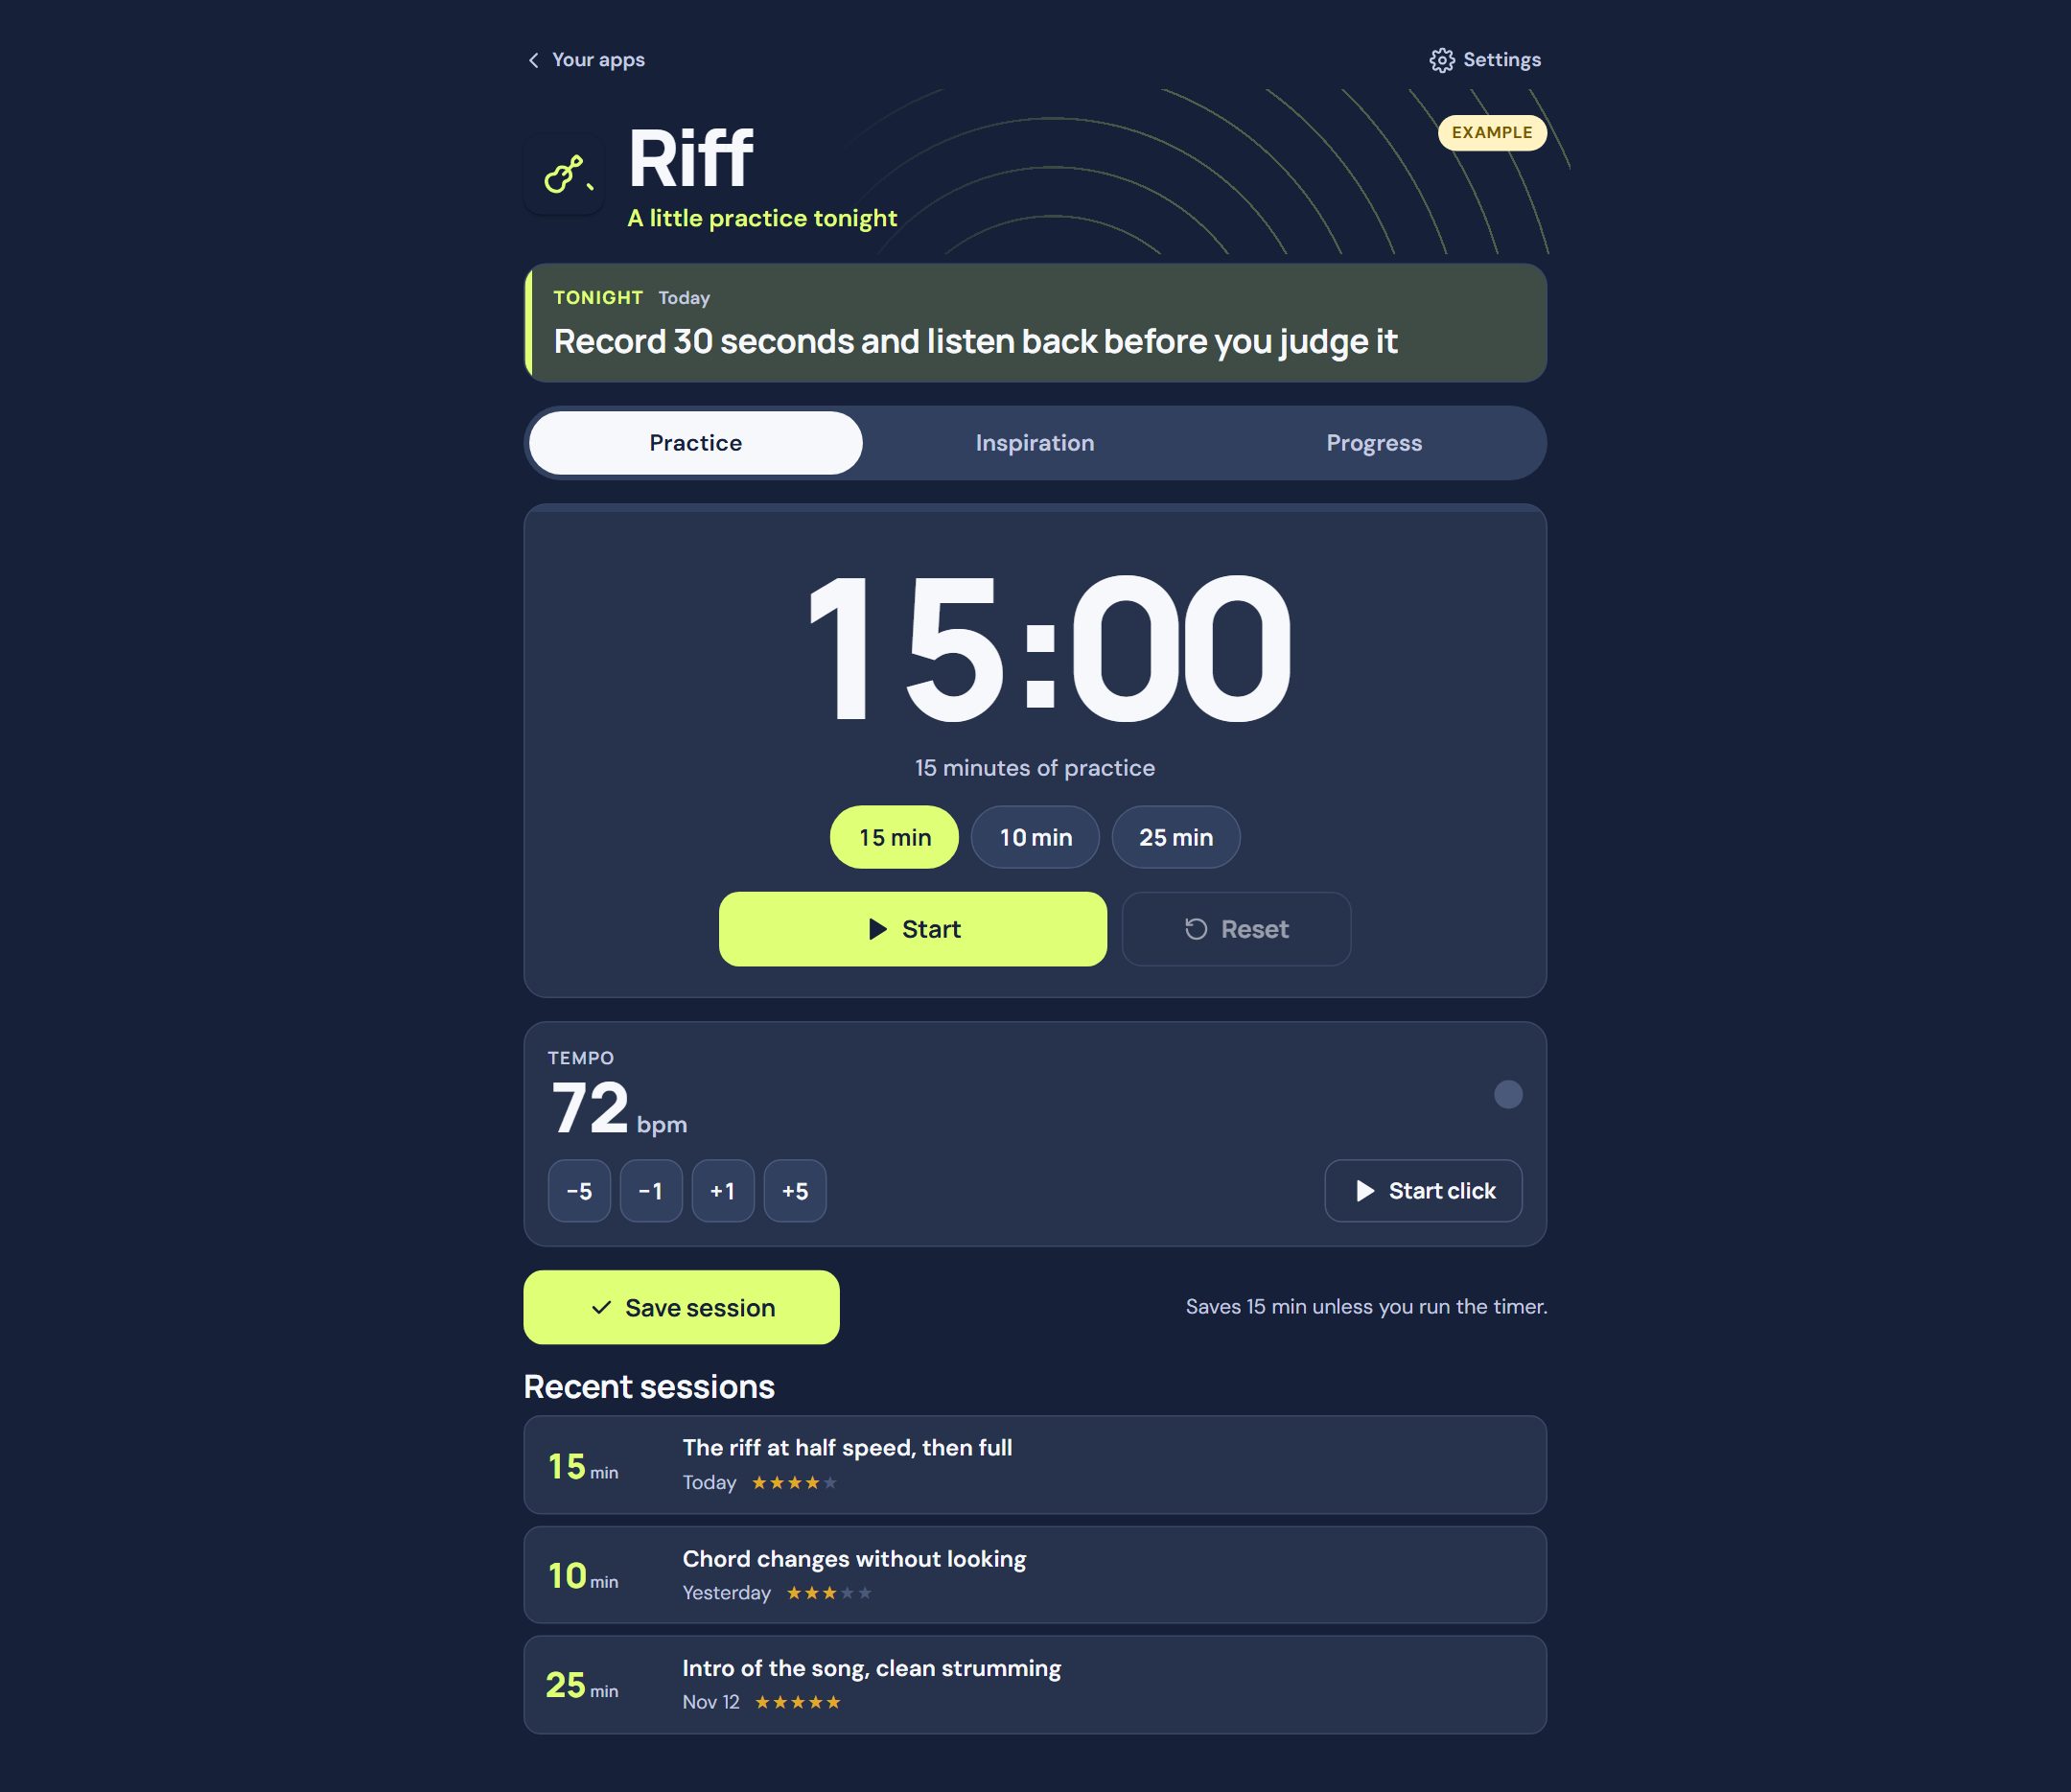 Your apps
Settings
Riff
EXAMPLE
A little practice tonight
TONIGHT Today
Record 30 seconds and listen back before you judge it
Practice
Inspiration
Progress
15:00
15 minutes of practice
15 min
10 min
25 min
Start
Reset
TEMPO
72 bpm
−5
−1
+1
+5
Start click
Save session
Saves 15 min unless you run the timer.
Recent sessions
15 min
The riff at half speed, then full
Today ★★★★★
10 min
Chord changes without looking
Yesterday ★★★★★
25 min
Intro of the song, clean strumming
Nov 12 ★★★★★